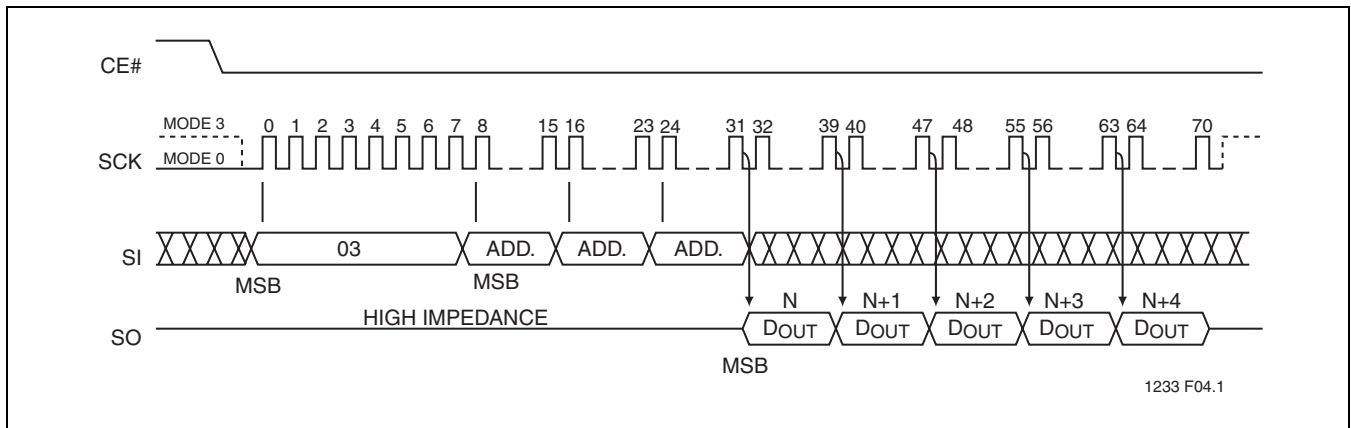 CE#
MODE 3
0 1 2 3 4 5 6 7 8 15 16 23 24 31 32 39 40 47 48 55 56 63 64 70
SCK
MODE 0
SI
03 ADD. ADD. ADD.
MSB MSB
N N+1 N+2 N+3 N+4
HIGH IMPEDANCE
SO
DOUT DOUT DOUT DOUT DOUT
MSB
1233 F04.1